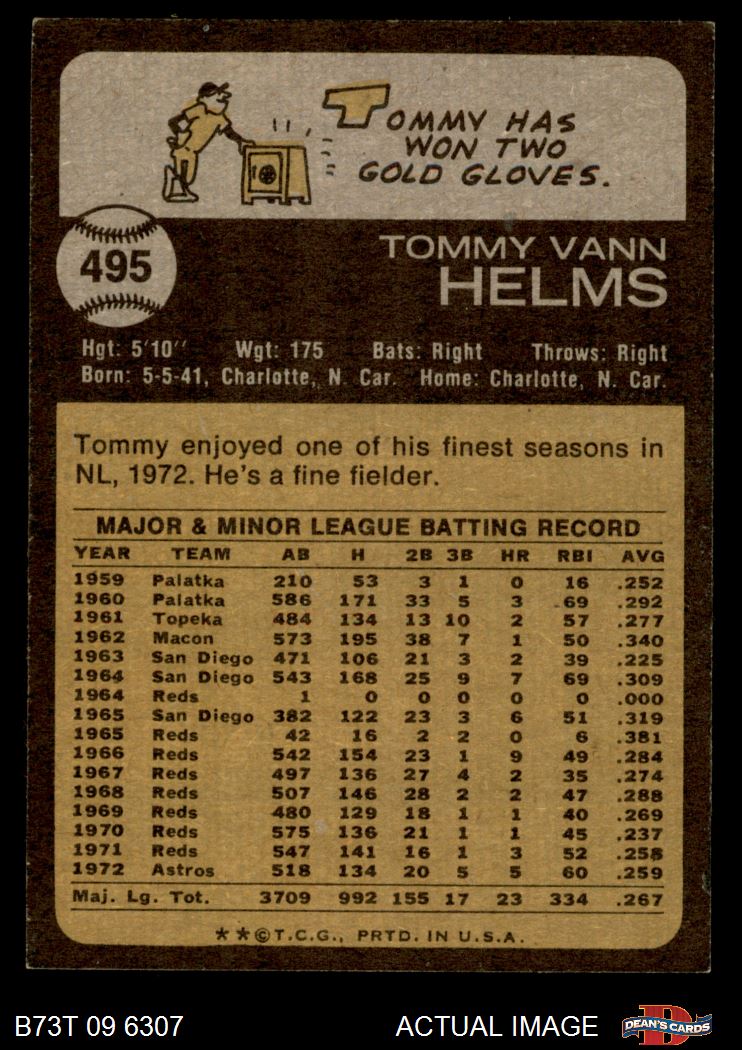 TOMMY HAS
WON TWO
GOLD GLOVES.
495
TOMMY VANN
HELMS
Hgt: 5'10'' Wgt: 175 Bats: Right Throws: Right
Born: 5-5-41, Charlotte, N. Car. Home: Charlotte, N. Car.
Tommy enjoyed one of his finest seasons in
NL, 1972. He's a fine fielder.
MAJOR & MINOR LEAGUE BATTING RECORD
YEAR TEAM AB H 2B 3B HR RBI AVG
1959 Palatka 210 53 3 1 0 16 .252
1960 Palatka 586 171 33 5 3 69 .292
1961 Topeka 484 134 13 10 2 57 .277
1962 Macon 573 195 38 7 1 50 .340
1963 San Diego 471 106 21 3 2 39 .225
1964 San Diego 543 168 25 9 7 69 .309
1964 Reds 1 0 0 0 0 0 .000
1965 San Diego 382 122 23 3 6 51 .319
1965 Reds 42 16 2 2 0 6 .381
1966 Reds 542 154 23 1 9 49 .284
1967 Reds 497 136 27 4 2 35 .274
1968 Reds 507 146 28 2 2 47 .288
1969 Reds 480 129 18 1 1 40 .269
1970 Reds 575 136 21 1 1 45 .237
1971 Reds 547 141 16 1 3 52 .258
1972 Astros 518 134 20 5 5 60 .259
Maj. Lg. Tot. 3709 992 155 17 23 334 .267
**©T.C.G., PRTD. IN U.S.A.
B73T 09 6307 ACTUAL IMAGE
D
DEAN'S CARDS